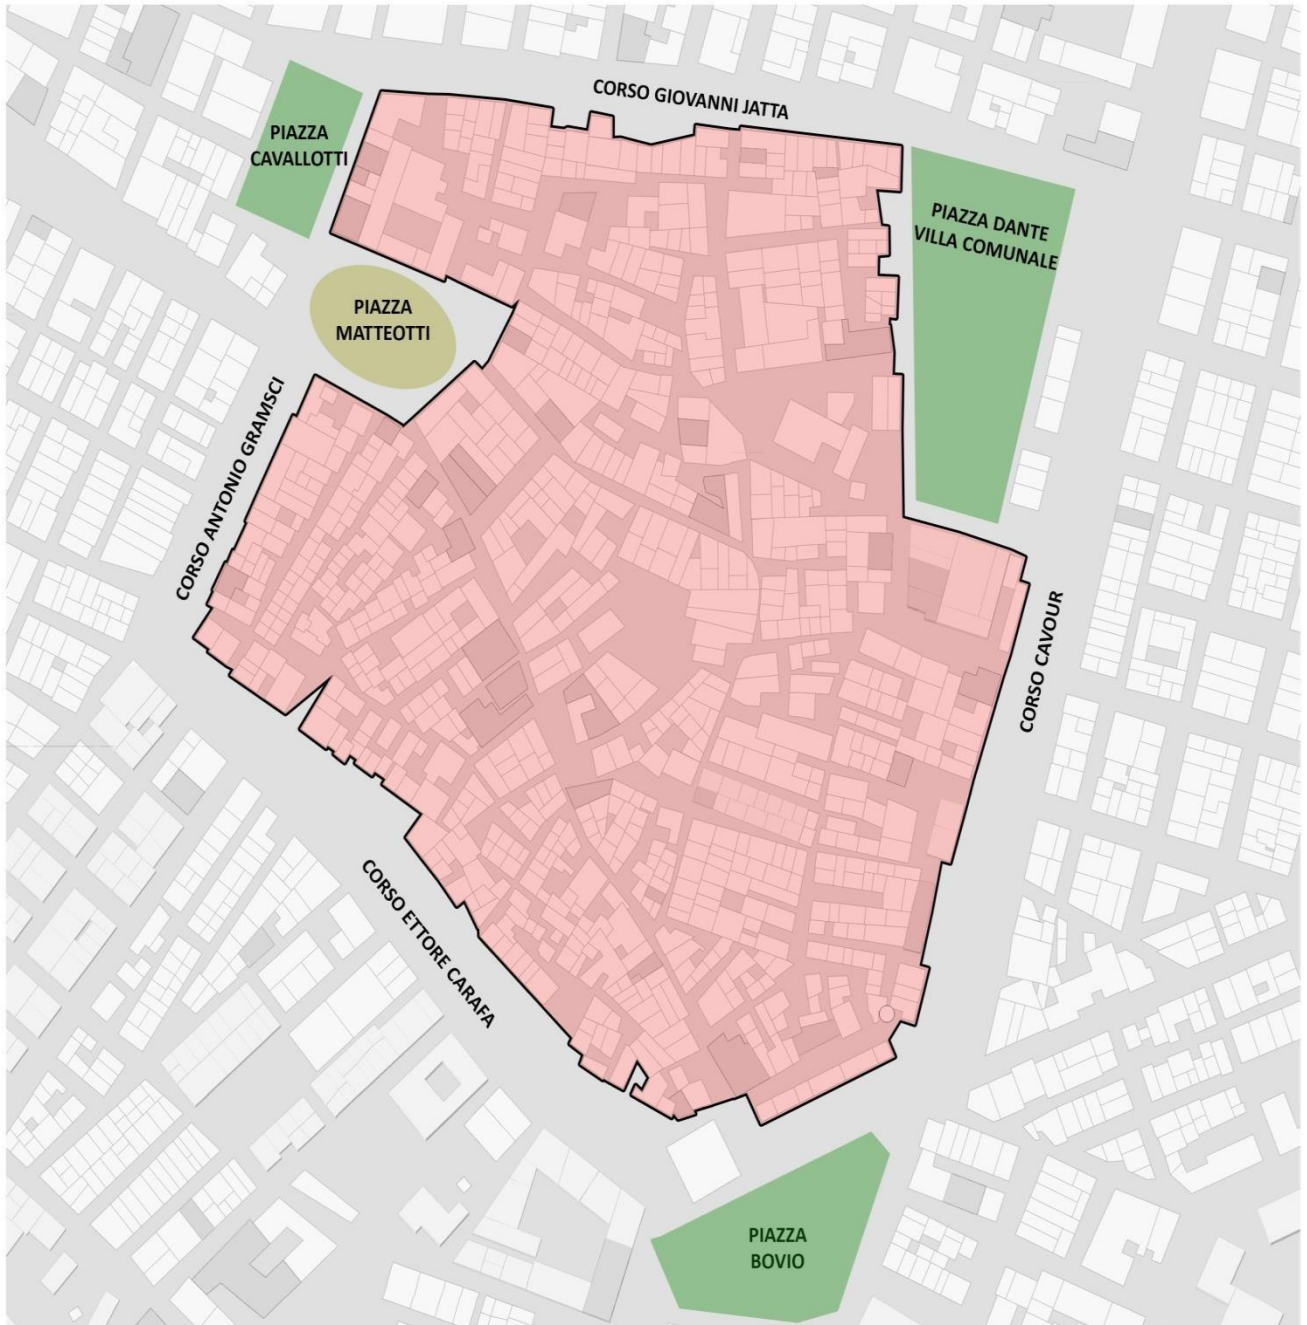 CORSO GIOVANNI JATTA
PIAZZA
CAVALLOTTI
PIAZZA DANTE
VILLA COMUNALE
PIAZZA
MATTEOTTI
CORSO ANTONIO GRAMSCI
CORSO CAVOUR
CORSO ETTORE CARAFA
PIAZZA
BOVIO